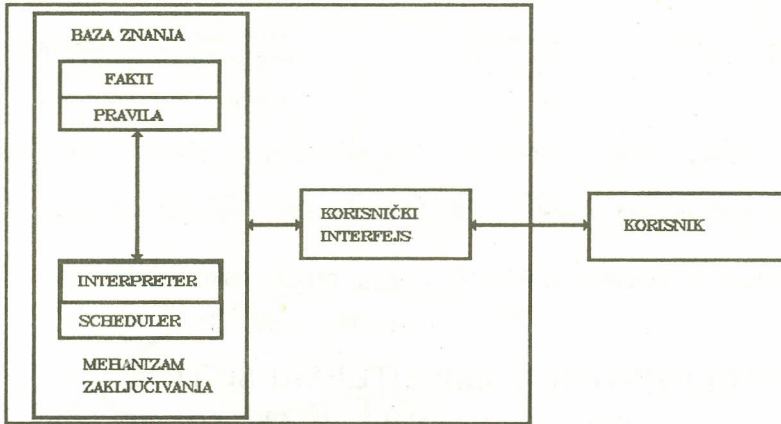 BAZA ZNANJA
FAKTI
PRAVILA
INTERPRETER
SCHEDULER
MEHANIZAM
ZAKLJUČIVANJA
KORISNIČKI
INTERFEJS
KORISNIK